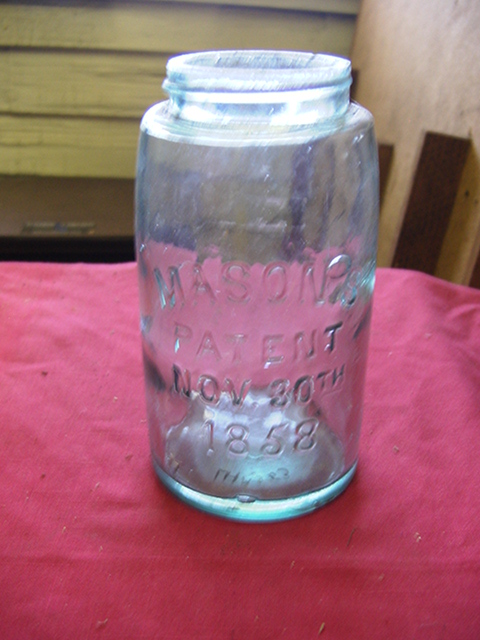 MASON'S
PATENT
NOV. 30TH
1858